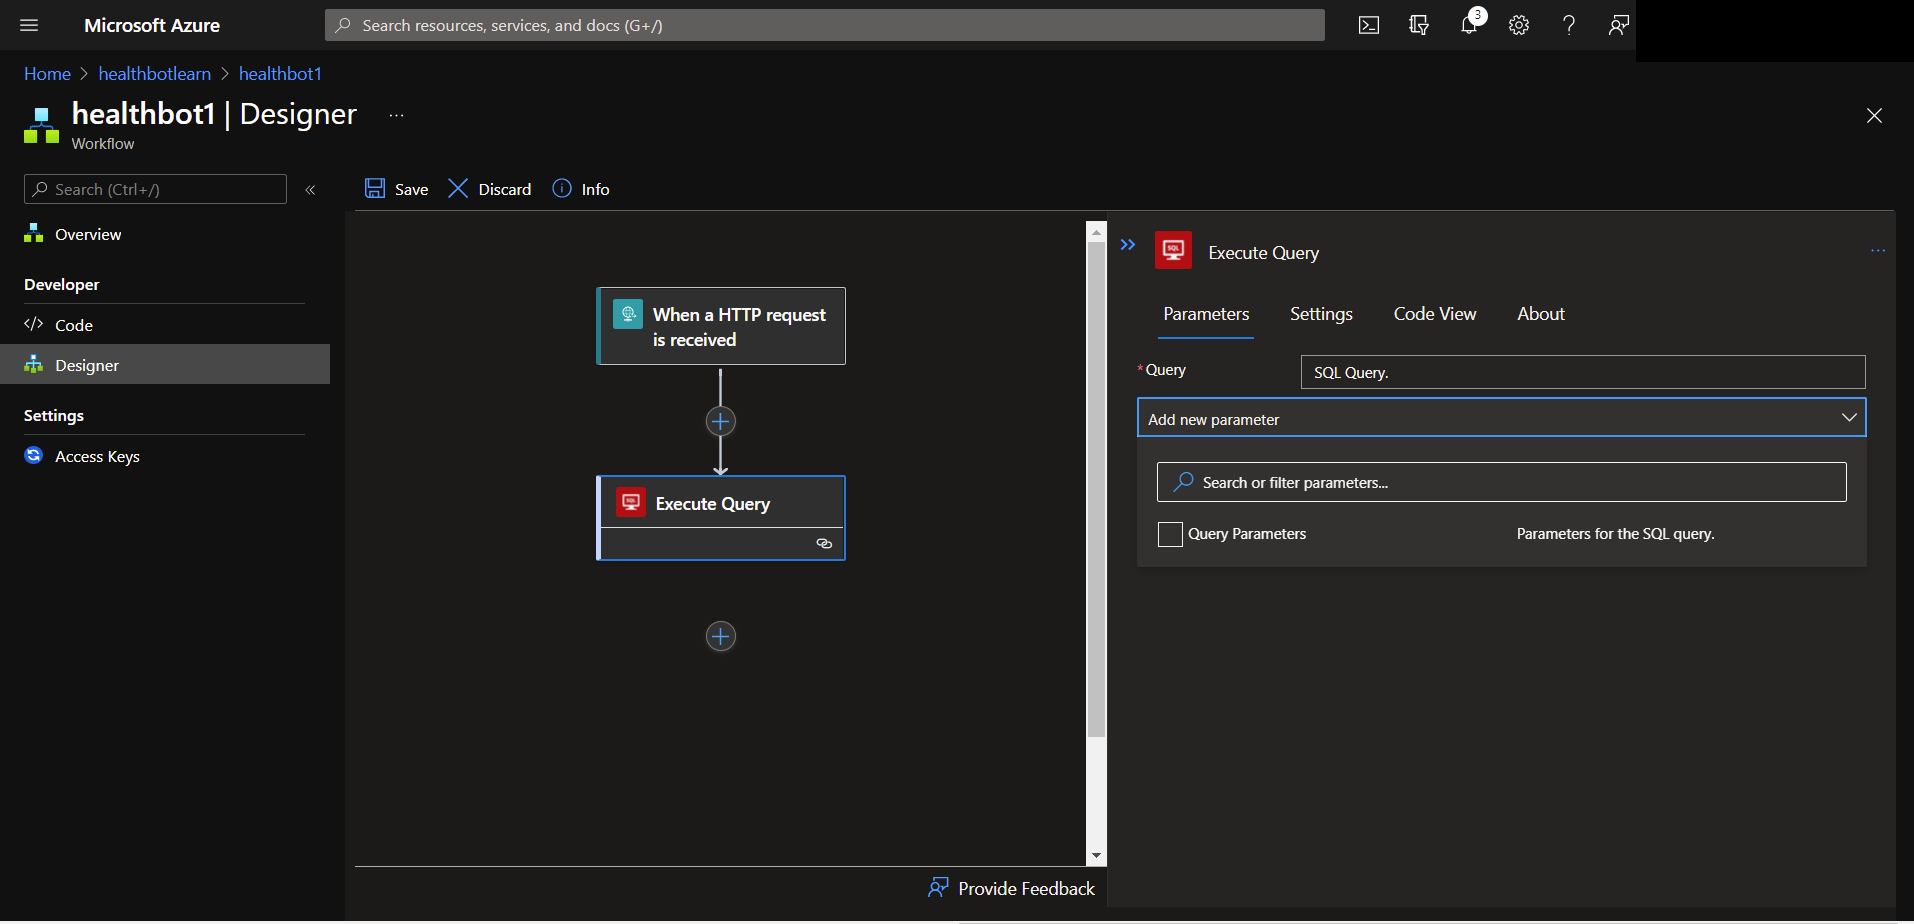 Microsoft Azure
Search resources, services, and docs (G+/)
3
Home > healthbotlearn > healthbot1
healthbot1 | Designer ...
Workflow
Search (Ctrl+/)
«
Save
Discard
Info
Overview
Developer
</> Code
Designer
Settings
Access Keys
When a HTTP request
is received
Execute Query
Provide Feedback
Execute Query
...
Parameters
Settings
Code View
About
* Query
SQL Query.
Add new parameter
Search or filter parameters...
Query Parameters
Parameters for the SQL query.